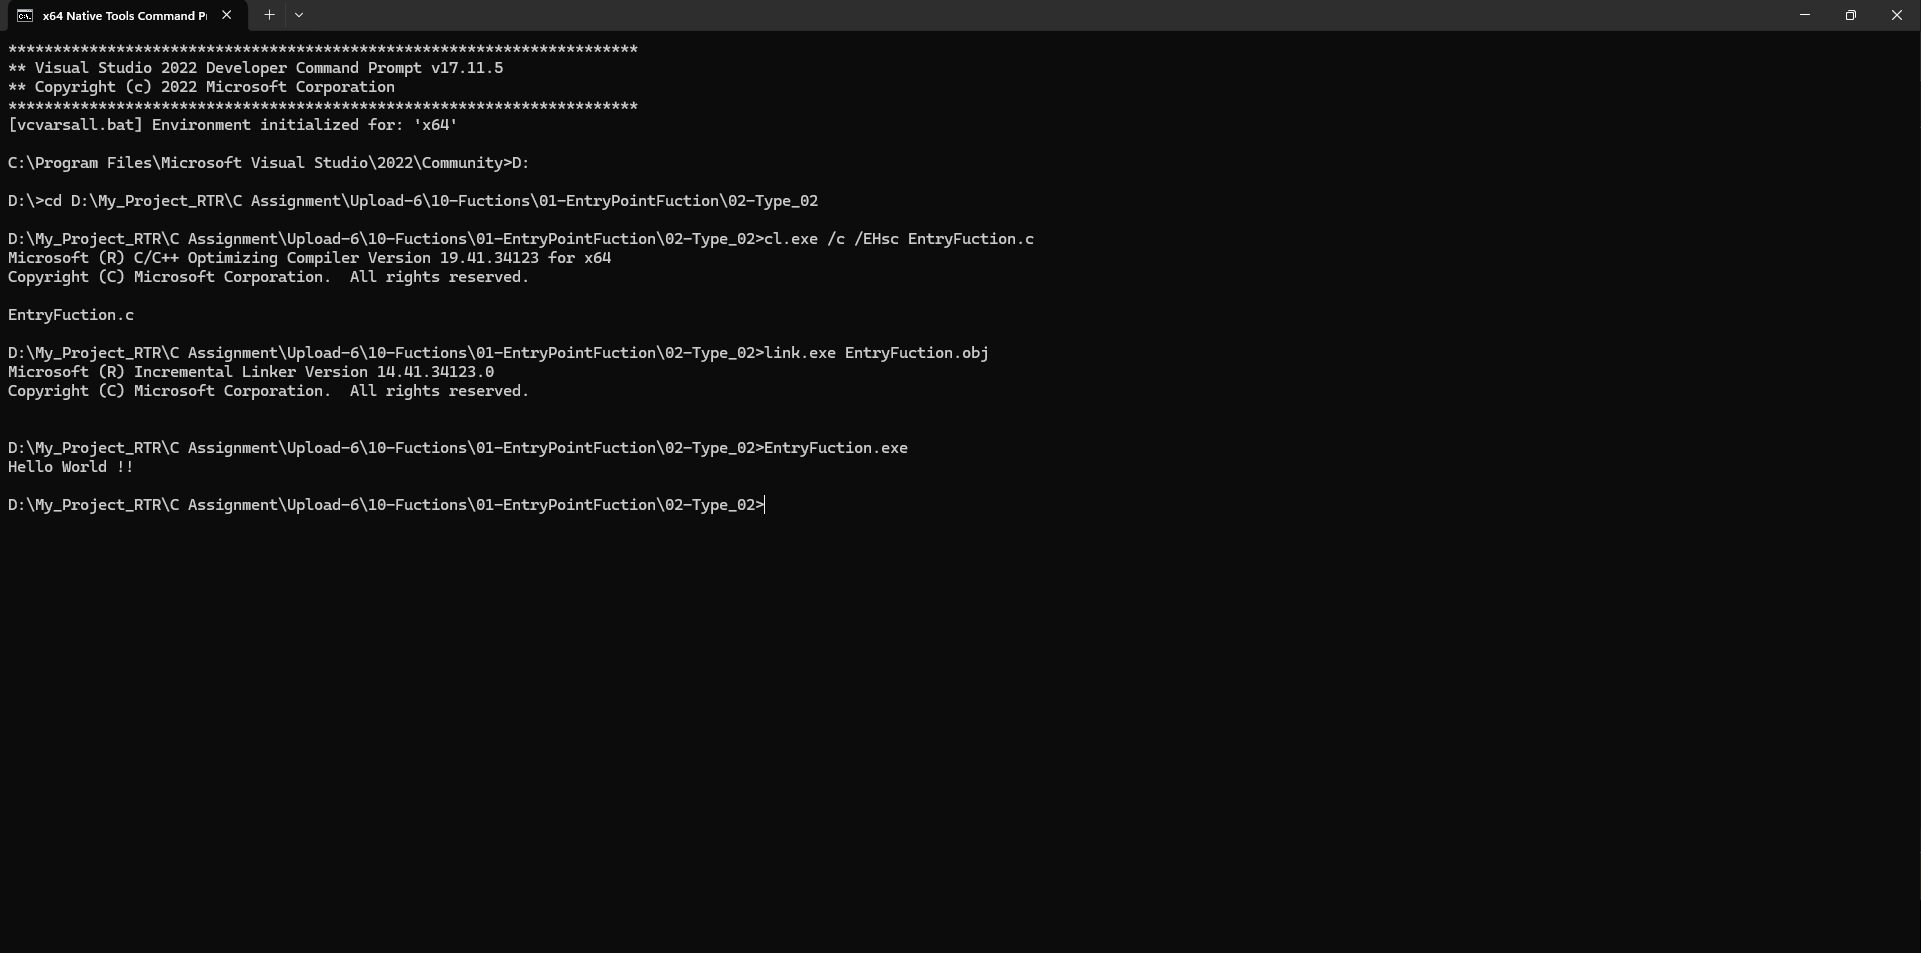 x64 Native Tools Command Pr
**********************************************************************
** Visual Studio 2022 Developer Command Prompt v17.11.5
** Copyright (c) 2022 Microsoft Corporation
**********************************************************************
[vcvarsall.bat] Environment initialized for: 'x64'
C:\Program Files\Microsoft Visual Studio\2022\Community>D:
D:\>cd D:\My_Project_RTR\C Assignment\Upload-6\10-Fuctions\01-EntryPointFuction\02-Type_02
D:\My_Project_RTR\C Assignment\Upload-6\10-Fuctions\01-EntryPointFuction\02-Type_02>cl.exe /c /EHsc EntryFuction.c
Microsoft (R) C/C++ Optimizing Compiler Version 19.41.34123 for x64
Copyright (C) Microsoft Corporation.  All rights reserved.
EntryFuction.c
D:\My_Project_RTR\C Assignment\Upload-6\10-Fuctions\01-EntryPointFuction\02-Type_02>link.exe EntryFuction.obj
Microsoft (R) Incremental Linker Version 14.41.34123.0
Copyright (C) Microsoft Corporation.  All rights reserved.
D:\My_Project_RTR\C Assignment\Upload-6\10-Fuctions\01-EntryPointFuction\02-Type_02>EntryFuction.exe
Hello World !!
D:\My_Project_RTR\C Assignment\Upload-6\10-Fuctions\01-EntryPointFuction\02-Type_02>